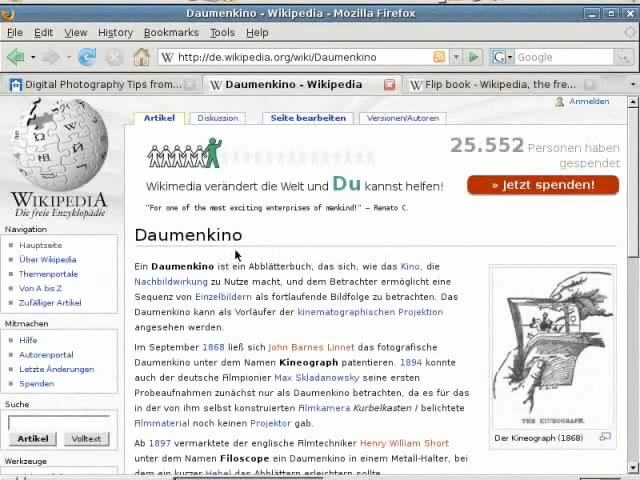 Daumenkino - Wikipedia - Mozilla Firefox
File Edit View History Bookmarks Tools Help
http://de.wikipedia.org/wiki/Daumenkino
Google
Digital Photography Tips from...
Daumenkino - Wikipedia
Flip book - Wikipedia, the fre...
Anmelden
Artikel
Diskussion
Seite bearbeiten
Versionen/Autoren
25.552 Personen haben
gespendet
Wikimedia verändert die Welt und Du kannst helfen!
» Jetzt spenden!
"For one of the most exciting enterprises of mankind!" — Renato C.
WIKIPEDIA
Die freie Enzyklopädie
Navigation
Hauptseite
Über Wikipedia
Themenportale
Von A bis Z
Zufälliger Artikel
Mitmachen
Hilfe
Autorenportal
Letzte Änderungen
Spenden
Suche
Artikel
Volltext
Werkzeuge
Daumenkino
Ein Daumenkino ist ein Abblätterbuch, das sich, wie das Kino, die
Nachbildwirkung zu Nutze macht, und dem Betrachter ermöglicht eine
Sequenz von Einzelbildern als fortlaufende Bildfolge zu betrachten. Das
Daumenkino kann als Vorläufer der kinematographischen Projektion
angesehen werden.
Im September 1868 ließ sich John Barnes Linnet das fotografische
Daumenkino unter dem Namen Kineograph patentieren. 1894 konnte
auch der deutsche Filmpionier Max Skladanowsky seine ersten
Probeaufnahmen zunächst nur als Daumenkino betrachten, da es für das
in der von ihm selbst konstruierten Filmkamera Kurbelkasten I belichtete
Filmmaterial noch keinen Projektor gab.
Ab 1897 vermarktete der englische Filmtechniker Henry William Short
unter dem Namen Filoscope ein Daumenkino in einem Metall-Halter, bei
dem ein kurzer Hebel das Abblättern erleichtern sollte.
THE KINEOGRAPH.
Der Kineograph (1868)